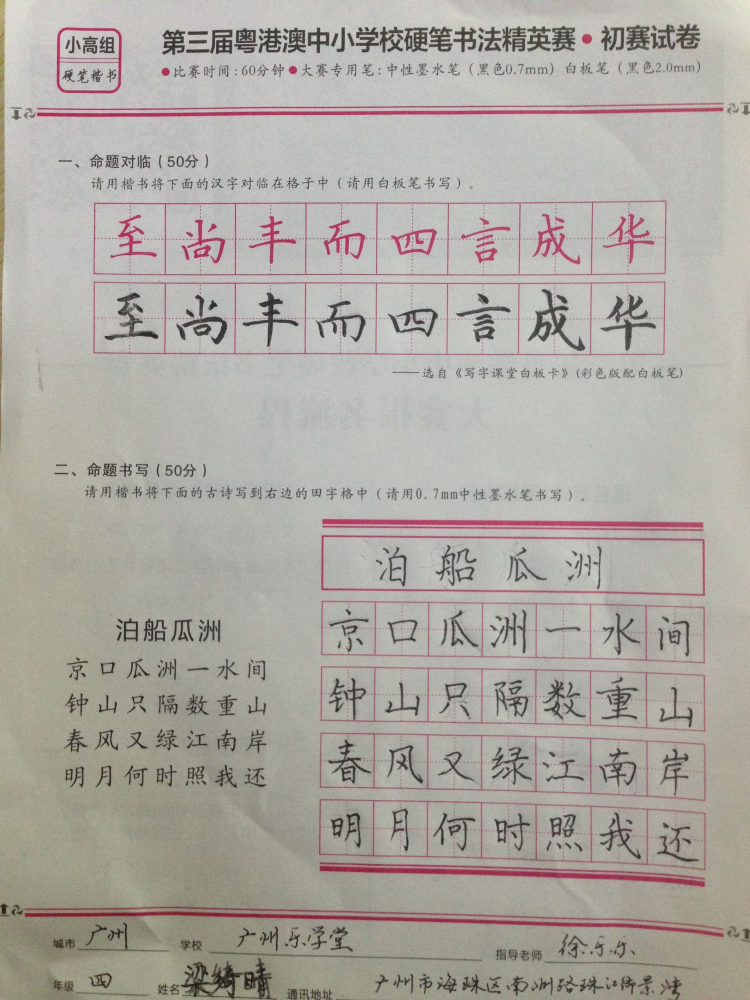 小高组
硬笔楷书
第三届粤港澳中小学校硬笔书法精英赛•初赛试卷
●比赛时间:60分钟●大赛专用笔:中性墨水笔(黑色0.7mm)白板笔(黑色2.0mm)
一、命题对临(50分)
请用楷书将下面的汉字对临在格子中(请用白板笔书写)。
至尚丰而四言成华
至尚丰而四言成华
——选自《写字课堂白板卡》(彩色版配白板笔)
二、命题书写(50分)
请用楷书将下面的古诗写到右边的田字格中(请用0.7mm中性墨水笔书写)。
泊船瓜洲
京口瓜洲一水间
钟山只隔数重山
春风又绿江南岸
明月何时照我还
泊船瓜洲
京口瓜洲一水间
钟山只隔数重山
春风又绿江南岸
明月何时照我还
城市 广州 学校 广州乐学堂 指导老师 徐乐乐
年级 四 姓名 梁绮晴 通讯地址 广州市海珠区南洲路珠江御景湾